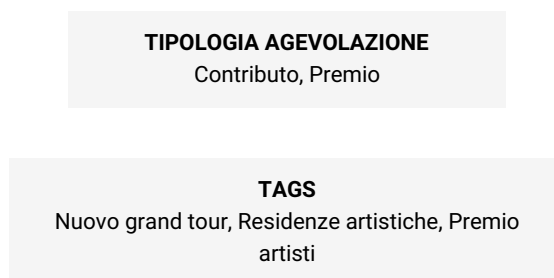 TIPOLOGIA AGEVOLAZIONE
Contributo, Premio
TAGS
Nuovo grand tour, Residenze artistiche, Premio
artisti